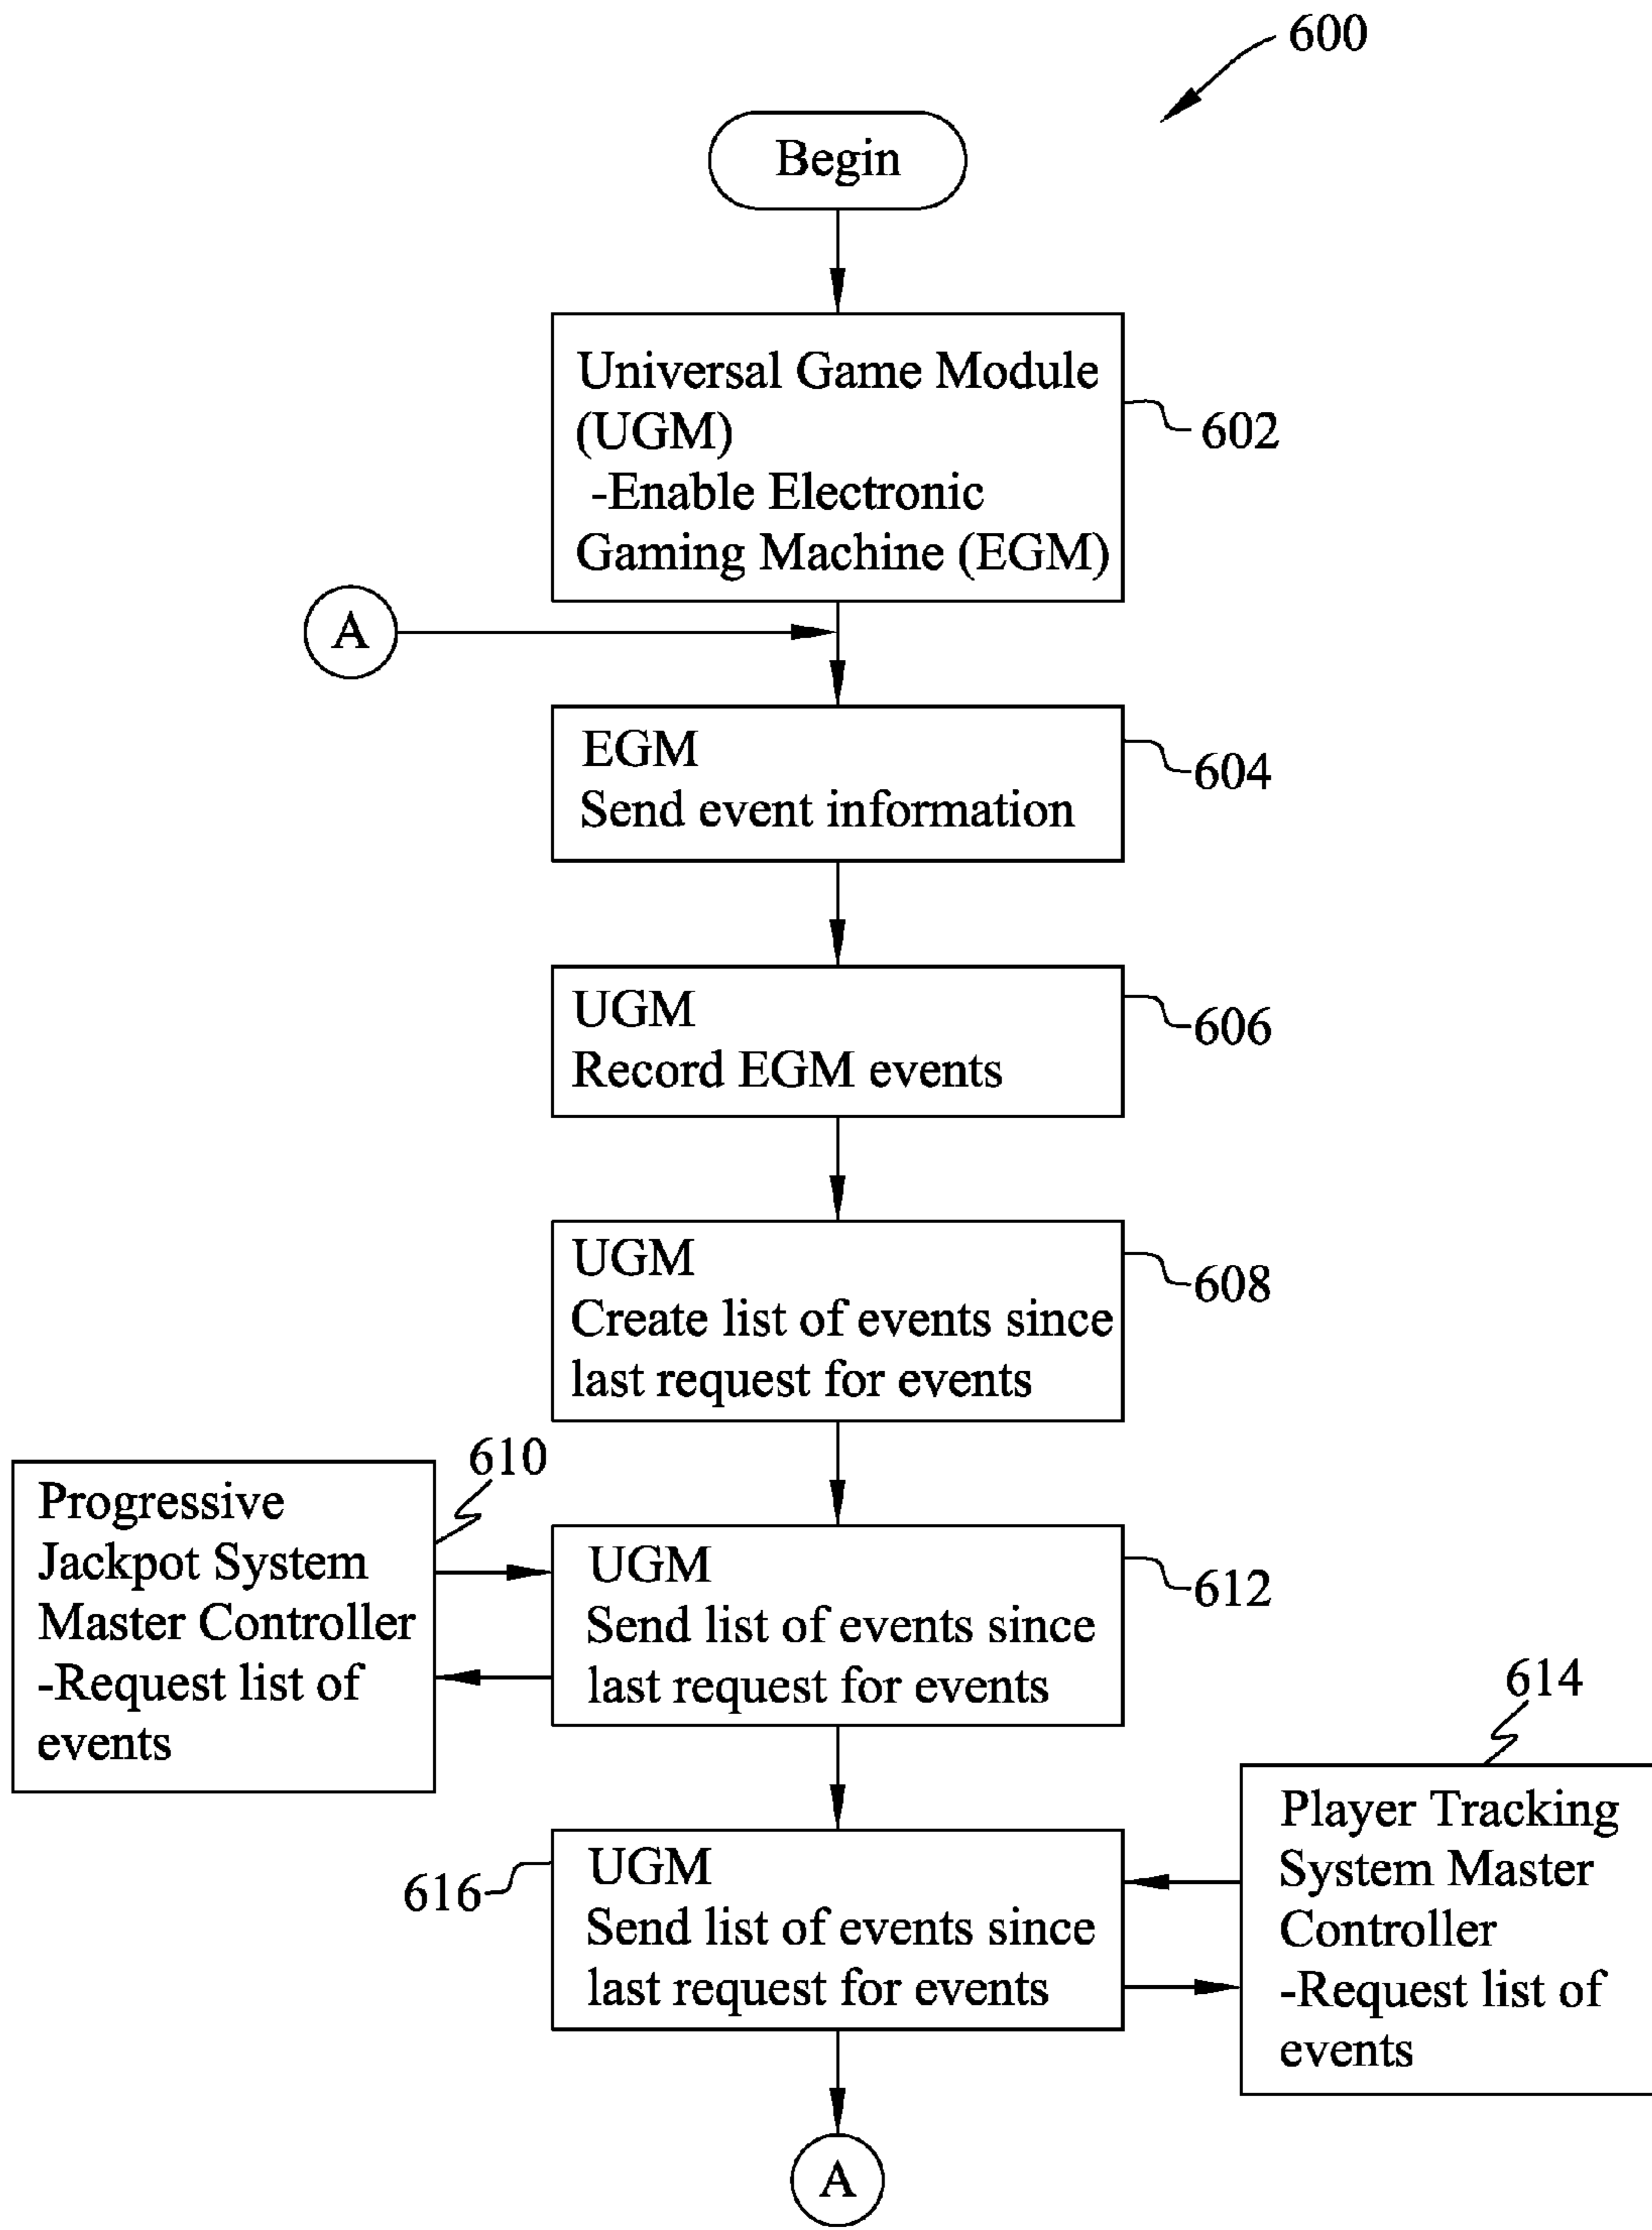 600
Begin
Universal Game Module
(UGM)
-Enable Electronic
Gaming Machine (EGM)
602
A
EGM
Send event information
604
UGM
Record EGM events
606
UGM
Create list of events since
last request for events
608
610
Progressive
Jackpot System
Master Controller
-Request list of
events
UGM
Send list of events since
last request for events
612
614
Player Tracking
System Master
Controller
-Request list of
events
616
UGM
Send list of events since
last request for events
A